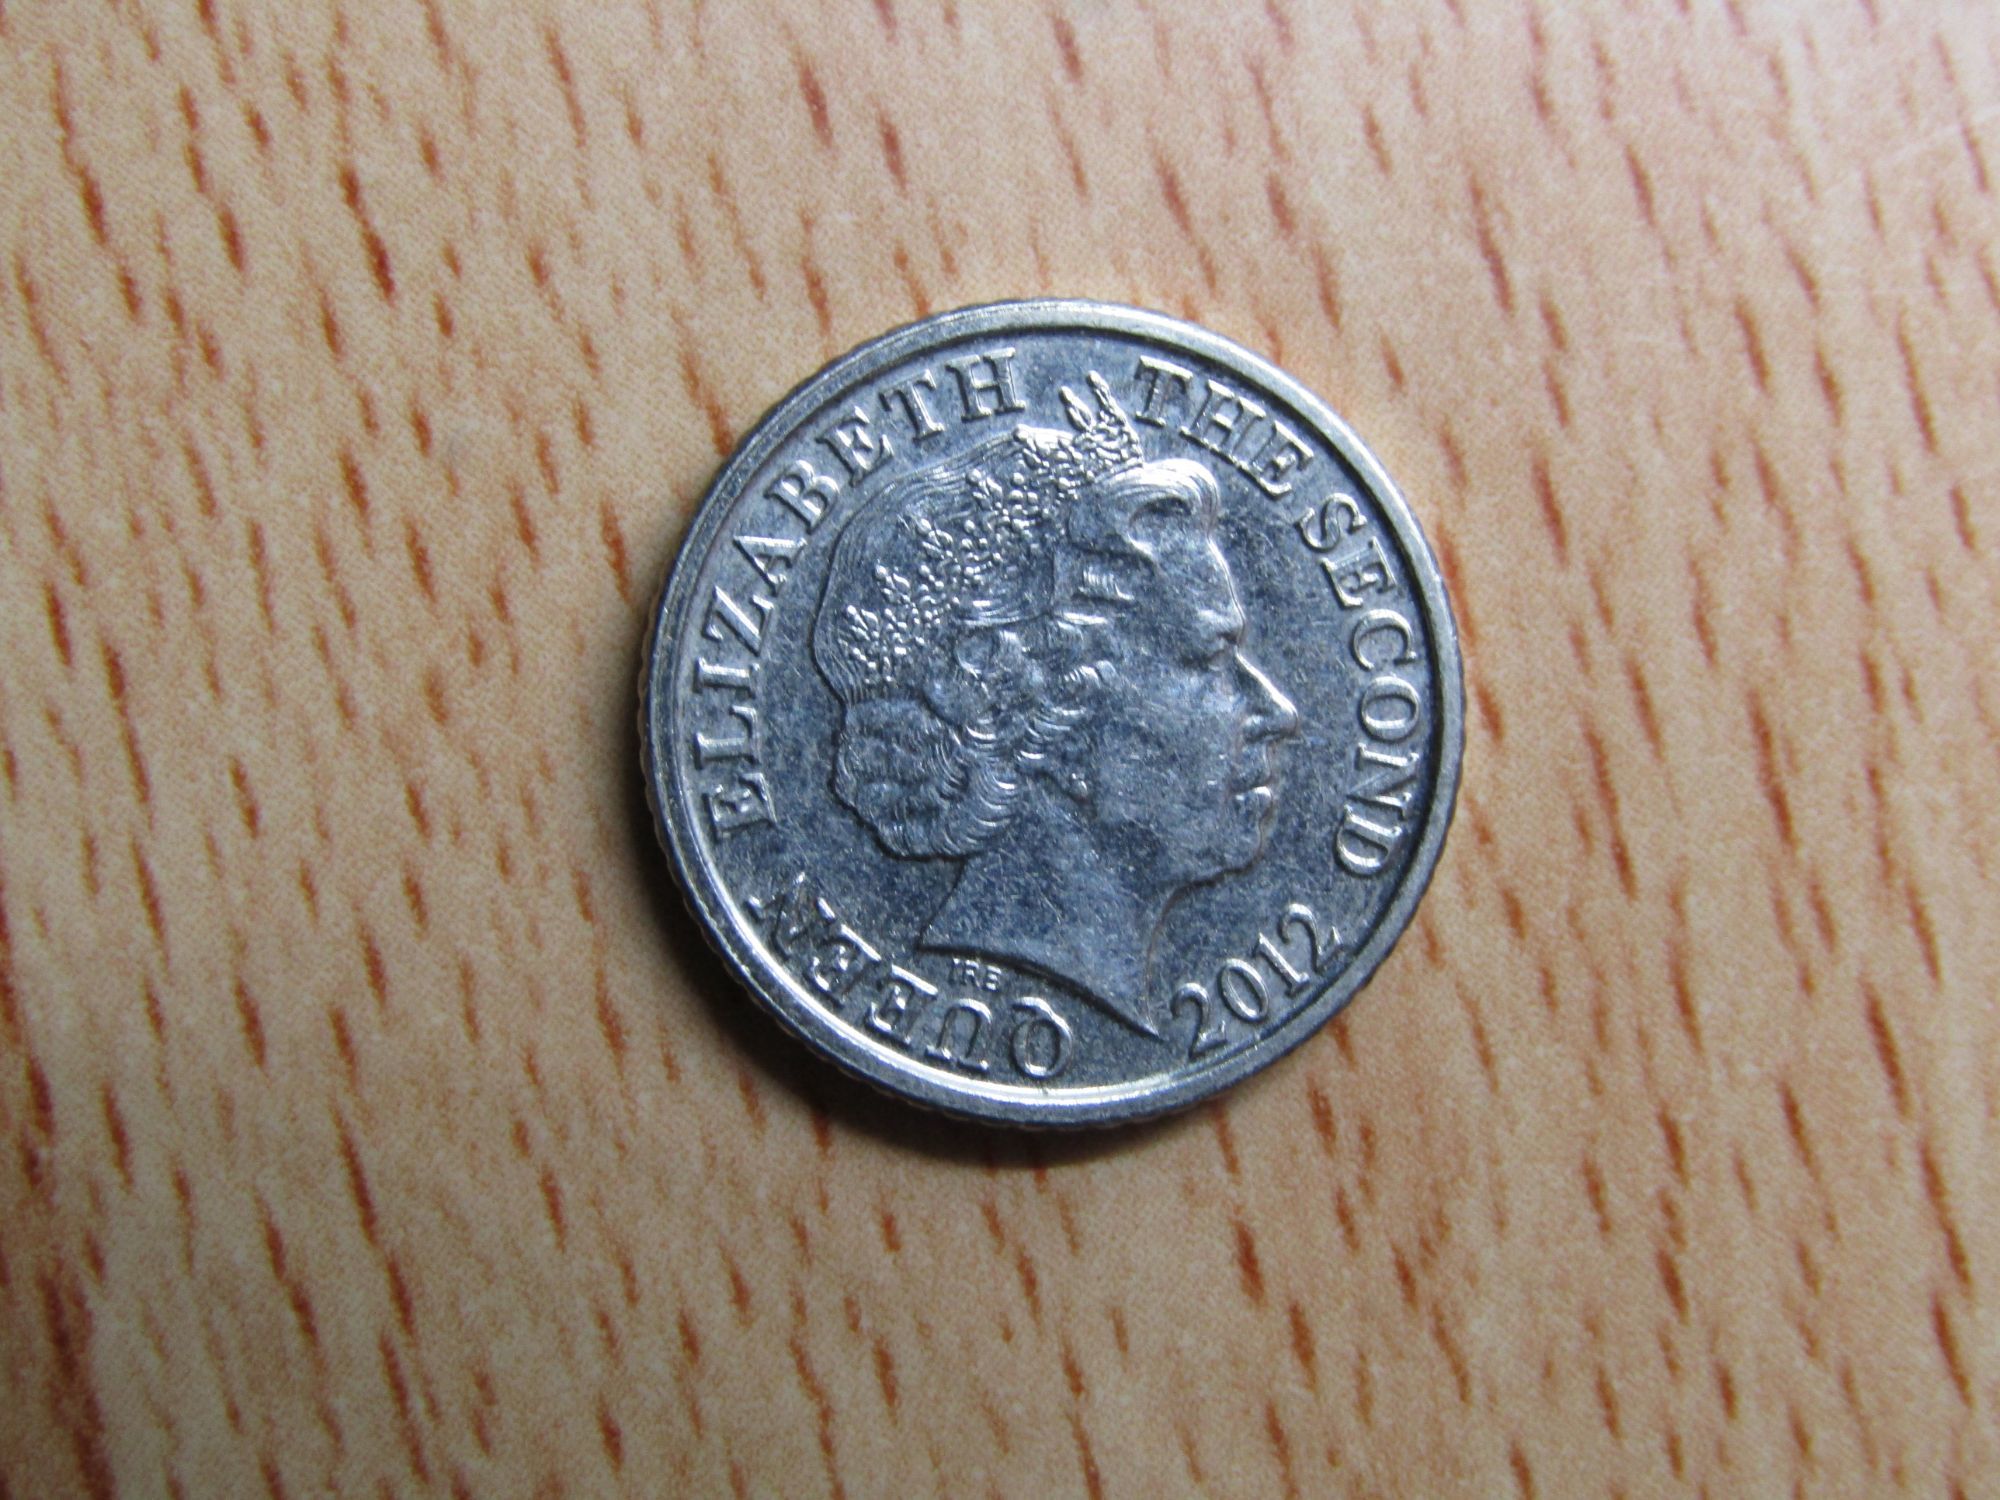 QUEEN ELIZABETH THE SECOND 2012
IRB